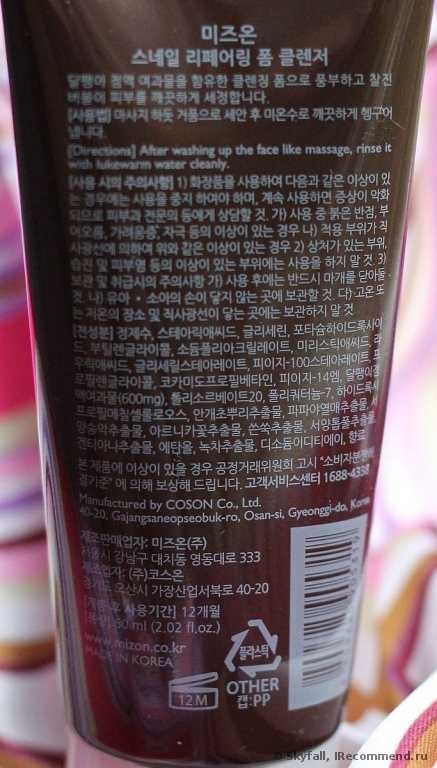 미즈온
스네일 리페어링 폼 클렌저
달팽이 점액 여과물을 함유한 클렌징 폼으로 풍부하고 찰진
버블이 피부를 깨끗하게 세정합니다.
[사용법] 마사지 하듯 거품으로 세안 후 미온수로 깨끗하게 헹구어
냅니다.
[Directions] After washing up the face like massage, rinse it
with lukewarm water cleanly.
[사용 시의 주의사항] 1) 화장품을 사용하여 다음과 같은 이상이 있
는 경우에는 사용을 중지 하여야 하며, 계속 사용하면 증상이 악화
되므로 피부과 전문의 등에게 상담할 것. 가) 사용 중 붉은 반점, 부
어오름, 가려움증, 자극 등의 이상이 있는 경우 나) 적용 부위가 직
사광선에 의하여 위와 같은 이상이 있는 경우 2) 상처가 있는 부위,
습진 및 피부염 등의 이상이 있는 부위에는 사용을 하지 말 것. 3)
보관 및 취급시의 주의사항 가) 사용 후에는 반드시 마개를 닫아둘
것. 나) 유아・소아의 손이 닿지 않는 곳에 보관할 것. 다) 고온 또
는 저온의 장소 및 직사광선이 닿는 곳에는 보관하지 말 것.
[전성분] 정제수, 스테아릭애씨드, 글리세린, 포타슘하이드록사이
드, 부틸렌글라이콜, 소듐폴리아크릴레이트, 미리스틱애씨드, 라
우릭애씨드, 글리세릴스테아레이트, 피이지-100스테아레이트, 프
로필렌글라이콜, 코카미도프로필베타인, 피이지-14엠, 달팽이점
액여과물(600mg), 폴리소르베이트20, 폴리쿼터늄-7, 하이드록시
프로필메칠셀룰로오스, 안개초뿌리추출물, 파파야열매추출물, 서
양송악추출물, 아르니카꽃추출물, 쓴쑥추출물, 서양톱풀추출물,
겐티아나추출물, 에탄올, 녹차추출물, 디소듐이디티에이, 향료
본 제품에 이상이 있을 경우 공정거래위원회 고시 "소비자분쟁해
결기준" 에 의해 보상해 드립니다. 고객서비스센터 1688-4338
Manufactured by COSON Co., Ltd.
40-20, Gajangsaneopseobuk-ro, Osan-si, Gyeonggi-do, Korea
제조판매업자: 미즈온(주)
서울시 강남구 대치동 영동대로 333
제조업자: (주)코스온
경기도 오산시 가장산업서북로 40-20
[개봉 후 사용기간] 12개월
(2.02 fl.oz.)
www.mizon.co.kr
MADE IN KOREA
12M
플라스틱
OTHER
캡:PP
© Skyfall, IRecommend.ru